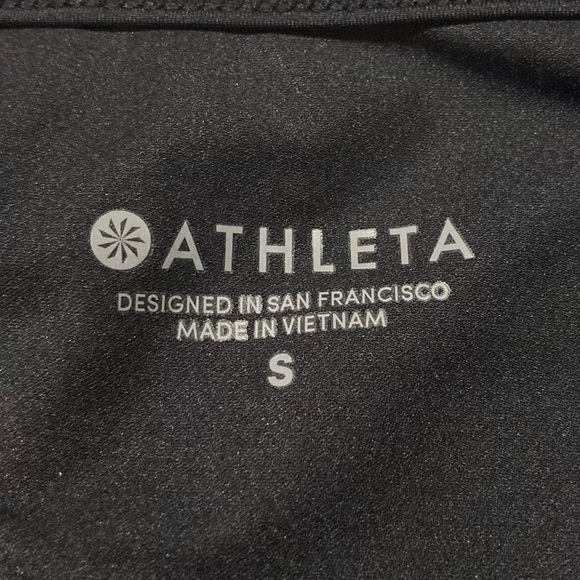 ATHLETA
DESIGNED IN SAN FRANCISCO
MADE IN VIETNAM
S